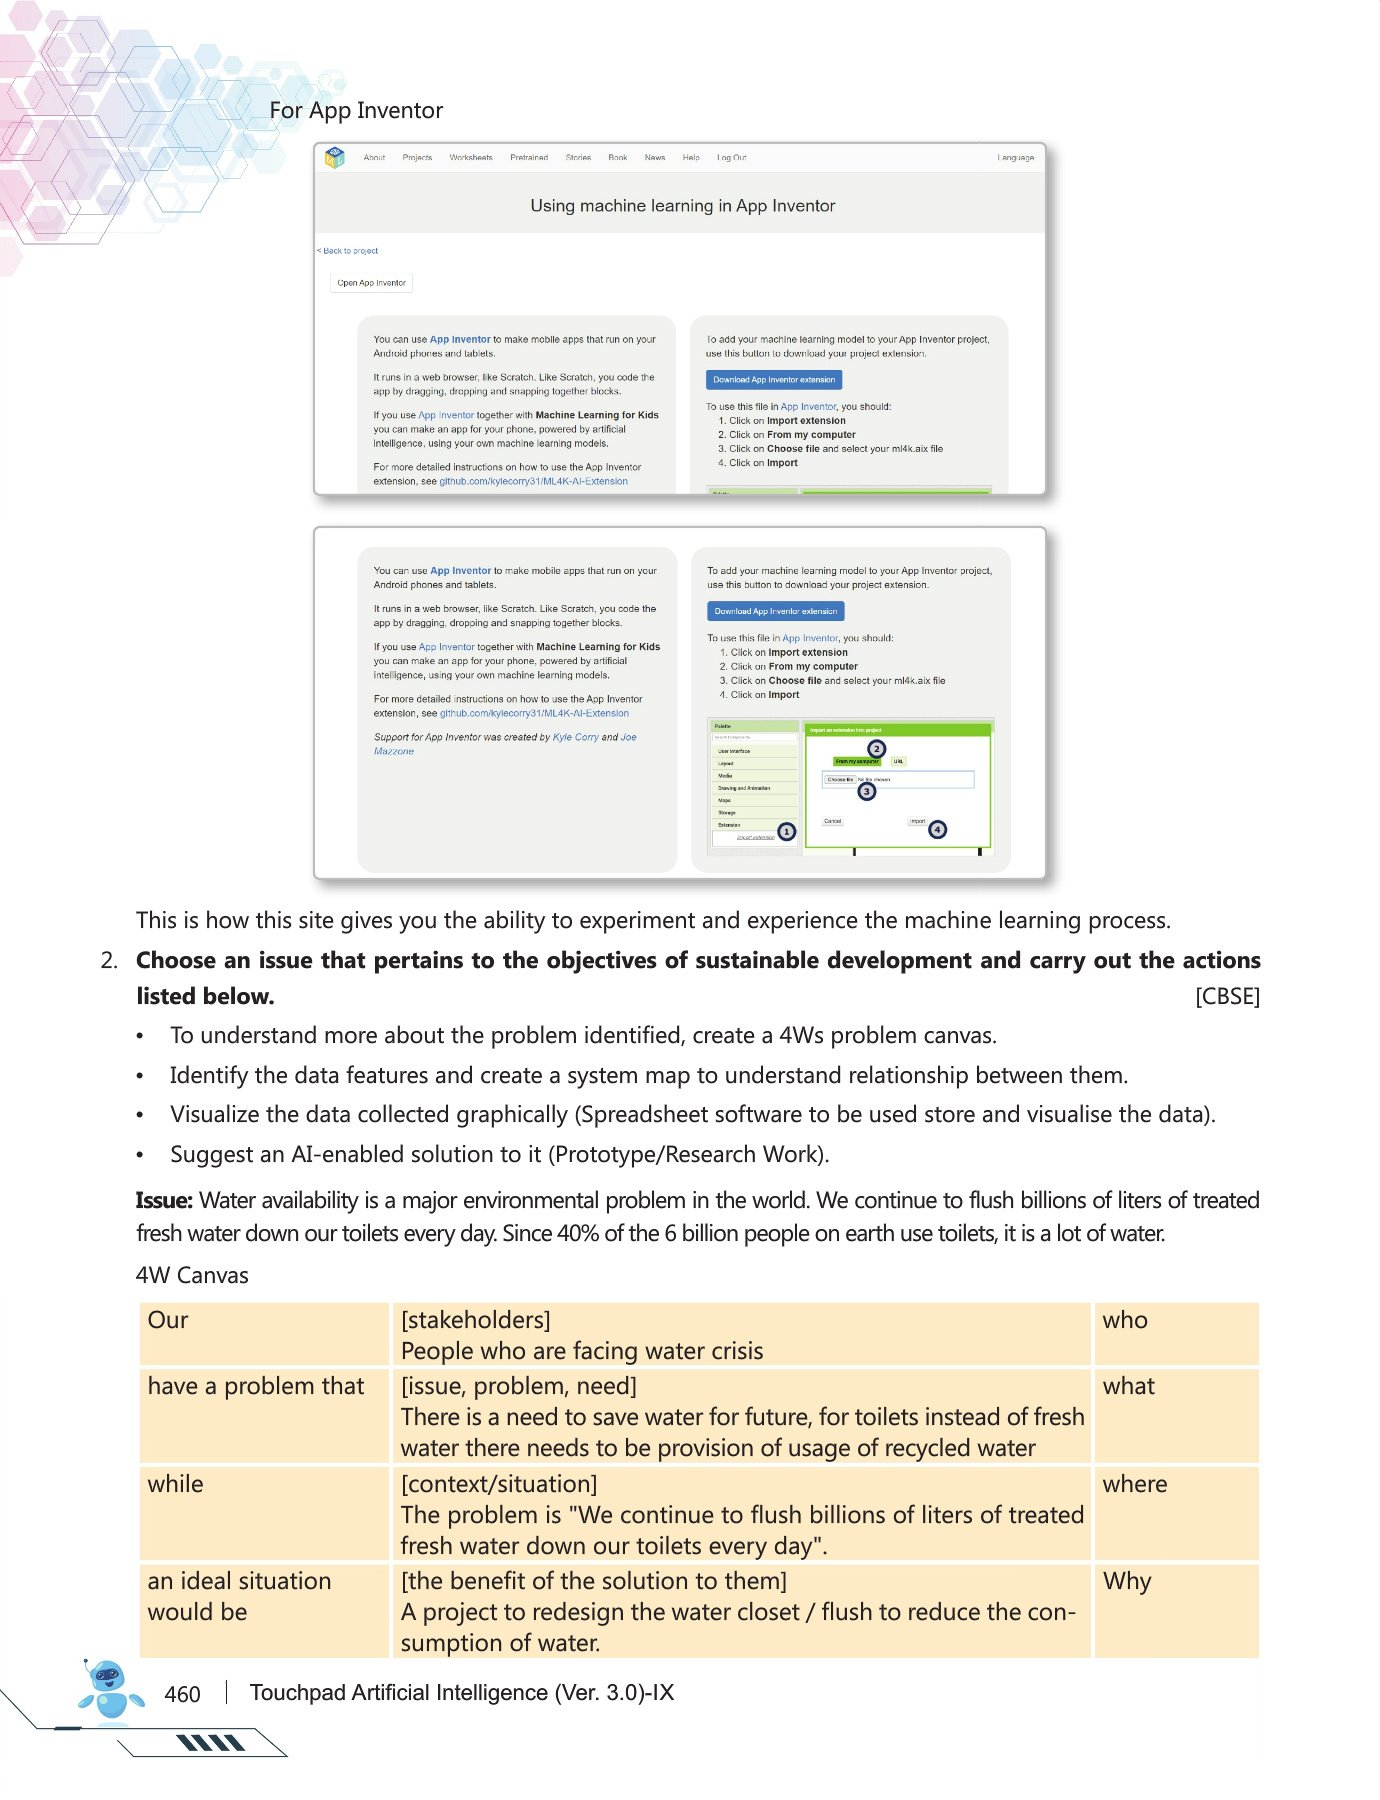 For App Inventor
About Projects Worksheets Pretrained Stories Book News Help Log Out Language
Using machine learning in App Inventor
< Back to project
Open App Inventor
You can use App Inventor to make mobile apps that run on your
Android phones and tablets.
It runs in a web browser, like Scratch. Like Scratch, you code the
app by dragging, dropping and snapping together blocks.
If you use App Inventor together with Machine Learning for Kids
you can make an app for your phone, powered by artificial
intelligence, using your own machine learning models.
For more detailed instructions on how to use the App Inventor
extension, see github.com/kylecorry31/ML4K-AI-Extension
To add your machine learning model to your App Inventor project,
use this button to download your project extension.
Download App Inventor extension
To use this file in App Inventor, you should:
1. Click on Import extension
2. Click on From my computer
3. Click on Choose file and select your ml4k.aix file
4. Click on Import
You can use App Inventor to make mobile apps that run on your
Android phones and tablets.
It runs in a web browser, like Scratch. Like Scratch, you code the
app by dragging, dropping and snapping together blocks.
If you use App Inventor together with Machine Learning for Kids
you can make an app for your phone, powered by artificial
intelligence, using your own machine learning models.
For more detailed instructions on how to use the App Inventor
extension, see github.com/kylecorry31/ML4K-AI-Extension
Support for App Inventor was created by Kyle Corry and Joe
Mazzone
To add your machine learning model to your App Inventor project,
use this button to download your project extension.
Download App Inventor extension
To use this file in App Inventor, you should:
1. Click on Import extension
2. Click on From my computer
3. Click on Choose file and select your ml4k.aix file
4. Click on Import
Palette
Search Components...
User Interface
Layout
Media
Drawing and Animation
Maps
Storage
Extension
Import extension
1
Import an extension into project
2
From my computer URL
Choose file No file chosen
3
Cancel Import
4
This is how this site gives you the ability to experiment and experience the machine learning process.
2. Choose an issue that pertains to the objectives of sustainable development and carry out the actions
listed below. [CBSE]
• To understand more about the problem identified, create a 4Ws problem canvas.
• Identify the data features and create a system map to understand relationship between them.
• Visualize the data collected graphically (Spreadsheet software to be used store and visualise the data).
• Suggest an AI-enabled solution to it (Prototype/Research Work).
Issue: Water availability is a major environmental problem in the world. We continue to flush billions of liters of treated
fresh water down our toilets every day. Since 40% of the 6 billion people on earth use toilets, it is a lot of water.
4W Canvas
Our [stakeholders] who
People who are facing water crisis
have a problem that [issue, problem, need] what
There is a need to save water for future, for toilets instead of fresh
water there needs to be provision of usage of recycled water
while [context/situation] where
The problem is "We continue to flush billions of liters of treated
fresh water down our toilets every day".
an ideal situation [the benefit of the solution to them] Why
would be A project to redesign the water closet / flush to reduce the con-
sumption of water.
460 Touchpad Artificial Intelligence (Ver. 3.0)-IX